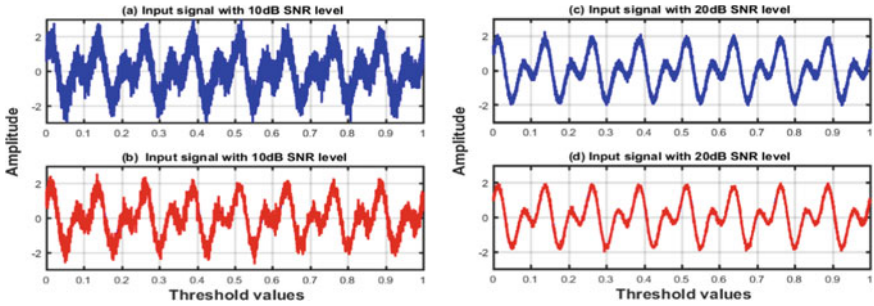 (a) Input signal with 10dB SNR level
2
0
-2
0 0.1 0.2 0.3 0.4 0.5 0.6 0.7 0.8 0.9 1
(b) Input signal with 10dB SNR level
2
0
-2
0 0.1 0.2 0.3 0.4 0.5 0.6 0.7 0.8 0.9 1
Amplitude
Threshold values
(c) Input signal with 20dB SNR level
2
0
-2
0 0.1 0.2 0.3 0.4 0.5 0.6 0.7 0.8 0.9 1
(d) Input signal with 20dB SNR level
2
0
-2
0 0.1 0.2 0.3 0.4 0.5 0.6 0.7 0.8 0.9 1
Amplitude
Threshold values